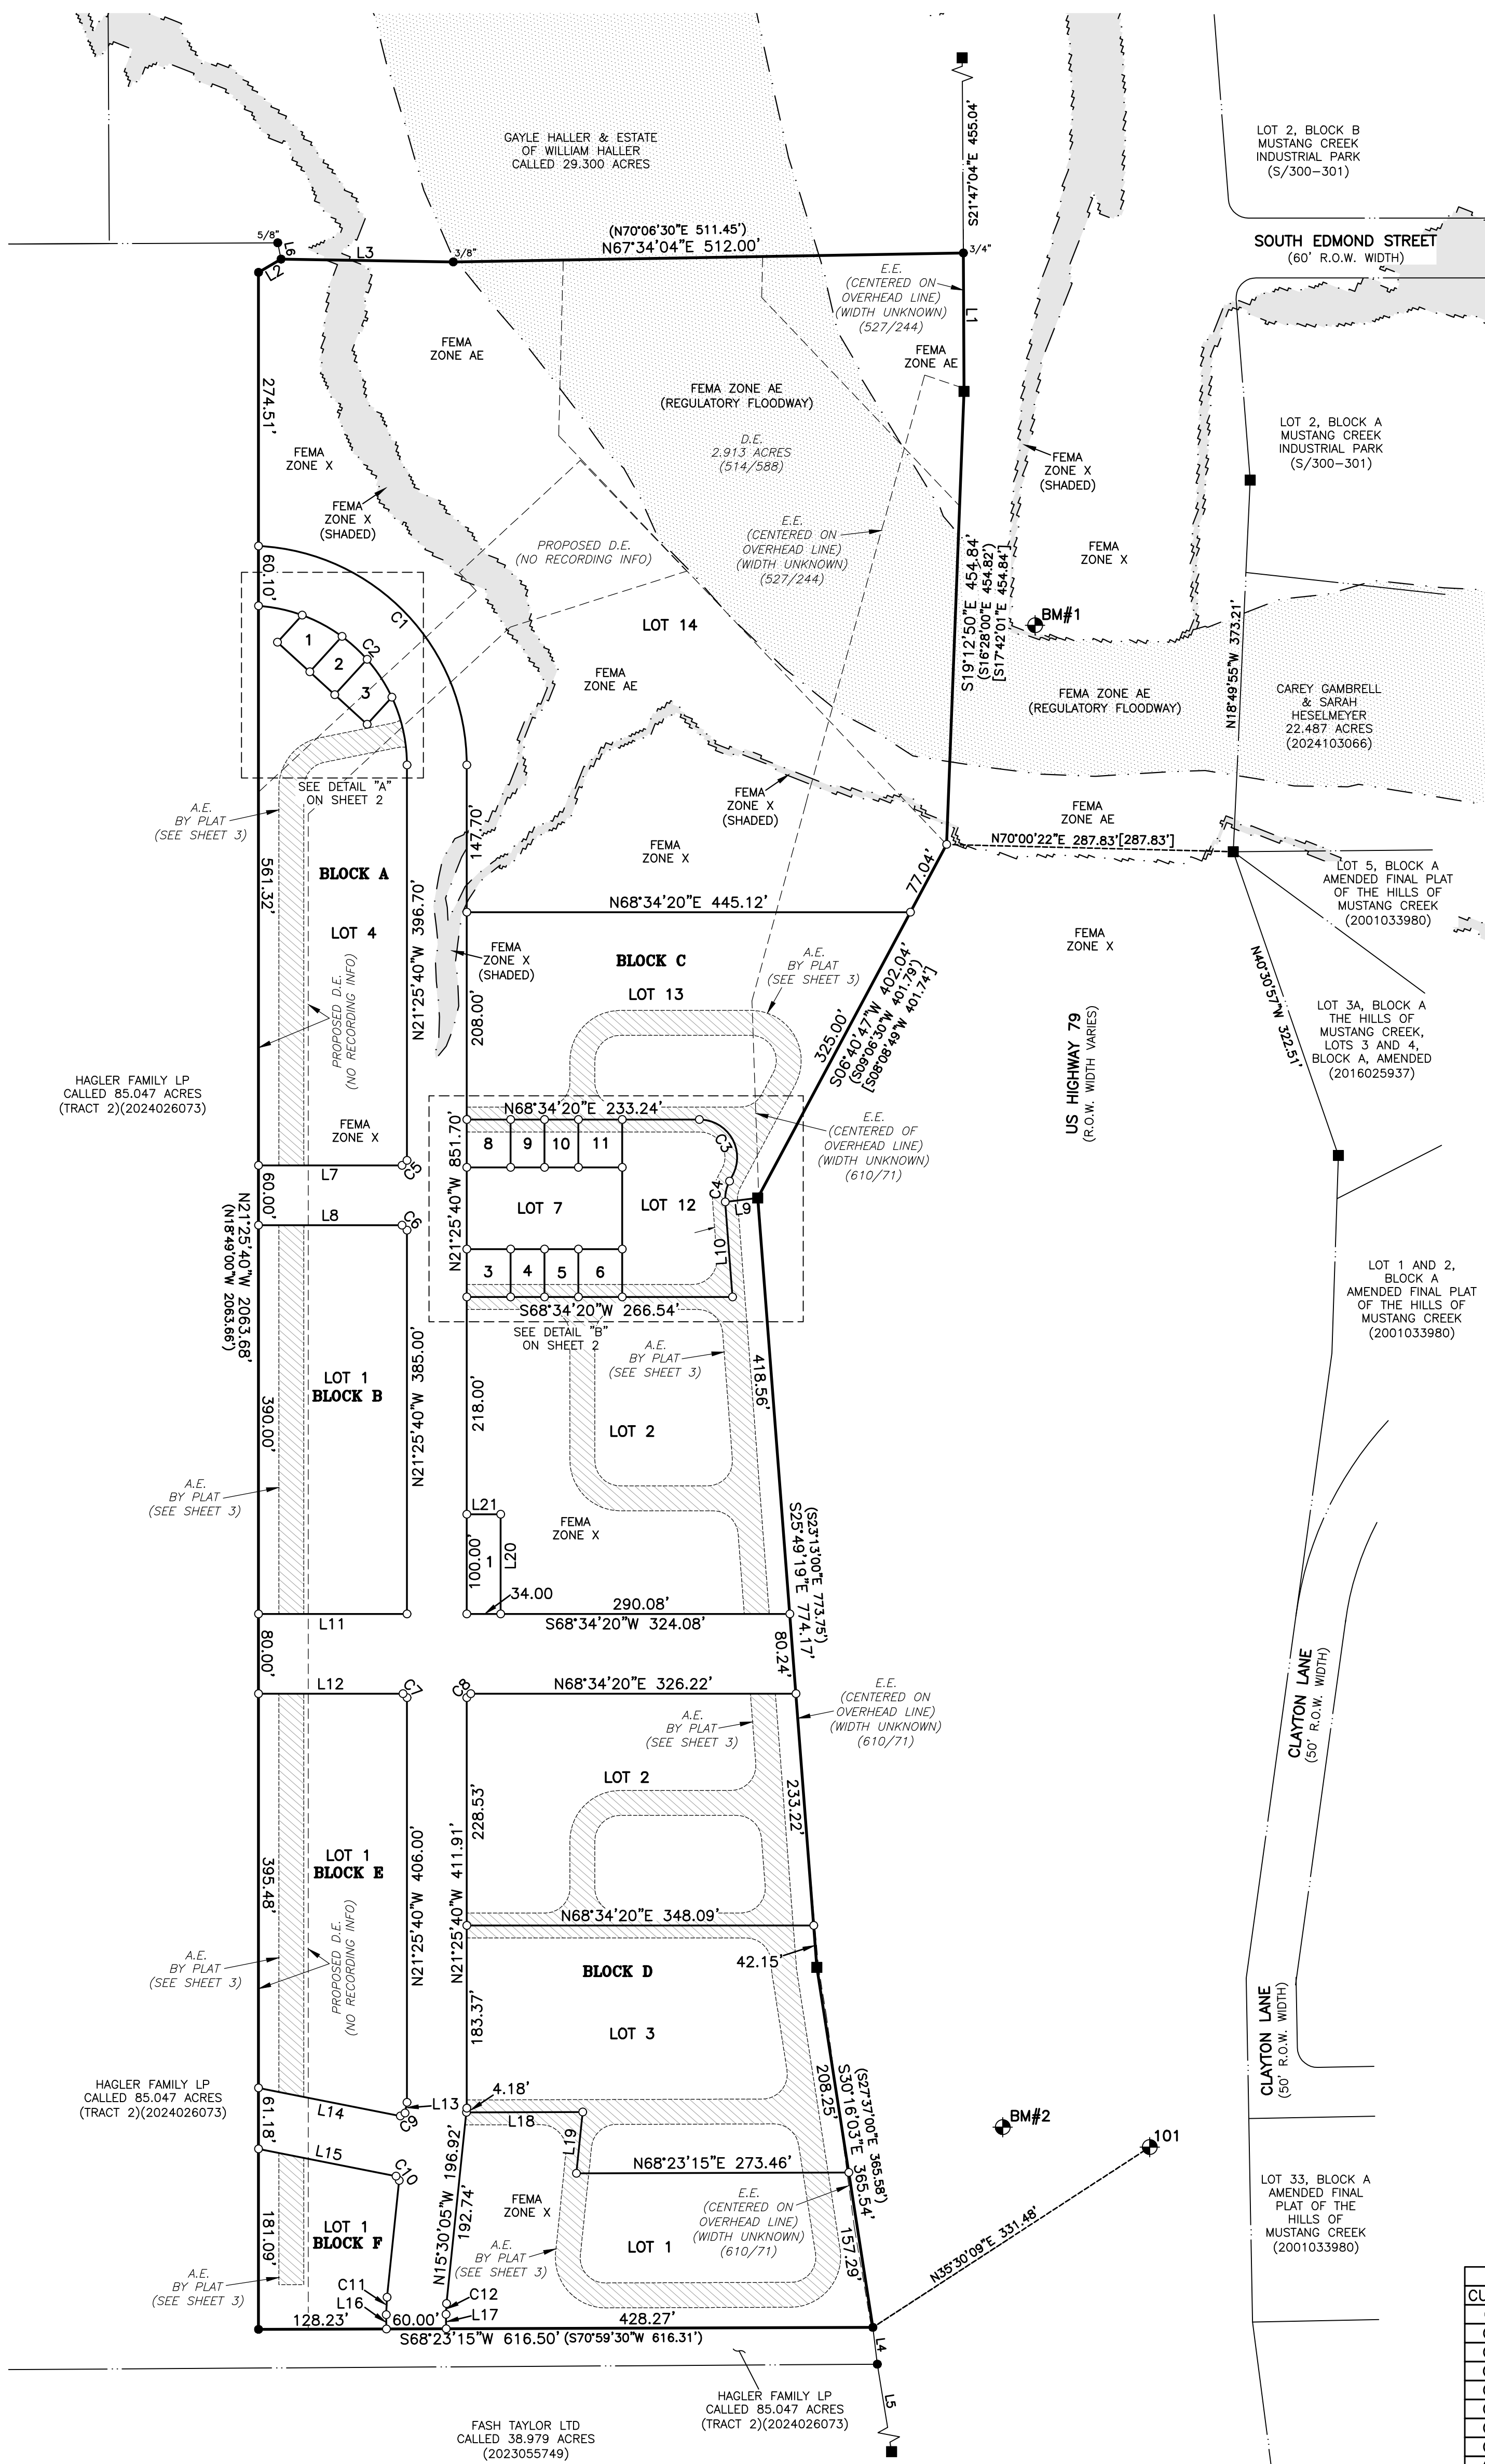 GAYLE HALLER & ESTATE
OF WILLIAM HALLER
CALLED 29.300 ACRES
S21°47'04"E 455.04'
LOT 2, BLOCK B
MUSTANG CREEK
INDUSTRIAL PARK
(S/300-301)
SOUTH EDMOND STREET
(60' R.O.W. WIDTH)
5/8"
L6
L2
L3
3/8"
(N70°06'30"E 511.45')
N67°34'04"E 512.00'
3/4"
L1
E.E.
(CENTERED ON
OVERHEAD LINE)
(WIDTH UNKNOWN)
(527/244)
FEMA
ZONE AE
FEMA
ZONE AE
FEMA ZONE AE
(REGULATORY FLOODWAY)
D.E.
2.913 ACRES
(514/588)
LOT 2, BLOCK A
MUSTANG CREEK
INDUSTRIAL PARK
(S/300-301)
274.51'
FEMA
ZONE X
FEMA
ZONE X
(SHADED)
FEMA
ZONE X
(SHADED)
E.E.
(CENTERED ON
OVERHEAD LINE)
(WIDTH UNKNOWN)
(527/244)
PROPOSED D.E.
(NO RECORDING INFO)
FEMA
ZONE X
S19°12'50"E 454.84'
(S16°28'00"E 454.82')
[S17°42'01"E 454.84']
BM#1
N18°49'55"W 373.21'
60.10'
C1
C2
1
2
3
LOT 14
FEMA
ZONE AE
FEMA ZONE AE
(REGULATORY FLOODWAY)
CAREY GAMBRELL
& SARAH
HESELMEYER
22.487 ACRES
(2024103066)
SEE DETAIL "A"
ON SHEET 2
A.E.
BY PLAT
(SEE SHEET 3)
FEMA
ZONE X
(SHADED)
FEMA
ZONE AE
147.70'
FEMA
ZONE X
N70°00'22"E 287.83'[287.83']
77.04'
LOT 5, BLOCK A
AMENDED FINAL PLAT
OF THE HILLS OF
MUSTANG CREEK
(2001033980)
561.32'
BLOCK A
LOT 4
PROPOSED D.E.
(NO RECORDING INFO)
N21°25'40"W 396.70'
N68°34'20"E 445.12'
FEMA
ZONE X
(SHADED)
BLOCK C
LOT 13
A.E.
BY PLAT
(SEE SHEET 3)
208.00'
325.00'
S06°40'47"W 402.04'
(S09°06'30"W 401.79')
[S08°08'49"W 401.74']
FEMA
ZONE X
US HIGHWAY 79
(R.O.W. WIDTH VARIES)
N40°30'57"W 322.51'
LOT 3A, BLOCK A
THE HILLS OF
MUSTANG CREEK,
LOTS 3 AND 4,
BLOCK A, AMENDED
(2016025937)
HAGLER FAMILY LP
CALLED 85.047 ACRES
(TRACT 2)(2024026073)
FEMA
ZONE X
L7
C5
60.00'
L8
C6
N21°25'40"W 2063.68'
(N18°49'00"W 2063.66')
N21°25'40"W 851.70'
N68°34'20"E 233.24'
8
9
10
11
C3
C4
L9
L10
LOT 7
LOT 12
3
4
5
6
S68°34'20"W 266.54'
SEE DETAIL "B"
ON SHEET 2
E.E.
(CENTERED OF
OVERHEAD LINE)
(WIDTH UNKNOWN)
(610/71)
A.E.
BY PLAT
(SEE SHEET 3)
LOT 1 AND 2,
BLOCK A
AMENDED FINAL PLAT
OF THE HILLS OF
MUSTANG CREEK
(2001033980)
390.00'
LOT 1
BLOCK B
N21°25'40"W 385.00'
218.00'
LOT 2
418.56'
A.E.
BY PLAT
(SEE SHEET 3)
L21
100.00'
1
L20
34.00
FEMA
ZONE X
(S23°13'00"E 773.75')
S25°49'19"E 774.17'
L11
290.08'
S68°34'20"W 324.08'
80.00'
80.24'
L12
C7
C8
N68°34'20"E 326.22'
A.E.
BY PLAT
(SEE SHEET 3)
E.E.
(CENTERED ON
OVERHEAD LINE)
(WIDTH UNKNOWN)
(610/71)
CLAYTON LANE
(50' R.O.W. WIDTH)
LOT 2
233.22'
228.53'
395.48'
LOT 1
BLOCK E
N21°25'40"W 406.00'
N21°25'40"W 411.91'
PROPOSED D.E.
(NO RECORDING INFO)
A.E.
BY PLAT
(SEE SHEET 3)
N68°34'20"E 348.09'
42.15'
BLOCK D
183.37'
LOT 3
CLAYTON LANE
(50' R.O.W. WIDTH)
HAGLER FAMILY LP
CALLED 85.047 ACRES
(TRACT 2)(2024026073)
61.18'
L14
L13
C9
4.18'
L18
L19
208.25'
(S27°37'00"E 365.58')
S30°16'03"E 365.54'
BM#2
101
L15
C10
N15°30'05"W 196.92'
192.74'
FEMA
ZONE X
N68°23'15"E 273.46'
E.E.
(CENTERED ON
OVERHEAD LINE)
(WIDTH UNKNOWN)
(610/71)
157.29'
N35°30'09"E 331.48'
LOT 33, BLOCK A
AMENDED FINAL
PLAT OF THE
HILLS OF
MUSTANG CREEK
(2001033980)
181.09'
LOT 1
BLOCK F
A.E.
BY PLAT
(SEE SHEET 3)
LOT 1
A.E.
BY PLAT
(SEE SHEET 3)
C11
L16
C12
L17
128.23'
60.00'
428.27'
S68°23'15"W 616.50' (S70°59'30"W 616.31')
L4
L5
HAGLER FAMILY LP
CALLED 85.047 ACRES
(TRACT 2)(2024026073)
FASH TAYLOR LTD
CALLED 38.979 ACRES
(2023055749)